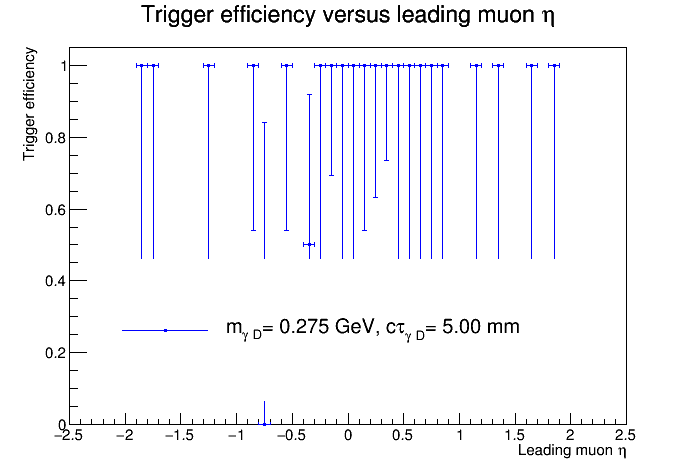 Trigger efficiency versus leading muon η
Trigger efficiency
1
0.8
0.6
0.4
0.2
0
m_γ D= 0.275 GeV, cτ_γ D= 5.00 mm
−2.5 −2 −1.5 −1 −0.5 0 0.5 1 1.5 2 2.5
Leading muon η